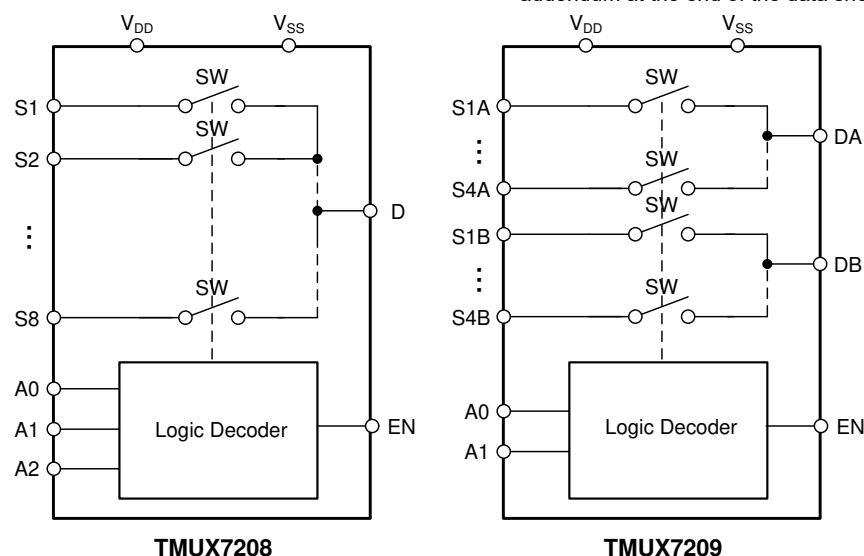 addendum at the end of the data
VDD VSS
SW
S1
SW
S2
...
D
SW
S8
A0
A1
A2
Logic Decoder
EN
TMUX7208
VDD VSS
SW
S1A
...
DA
SW
S4A
SW
S1B
...
DB
SW
S4B
A0
A1
Logic Decoder
EN
TMUX7209